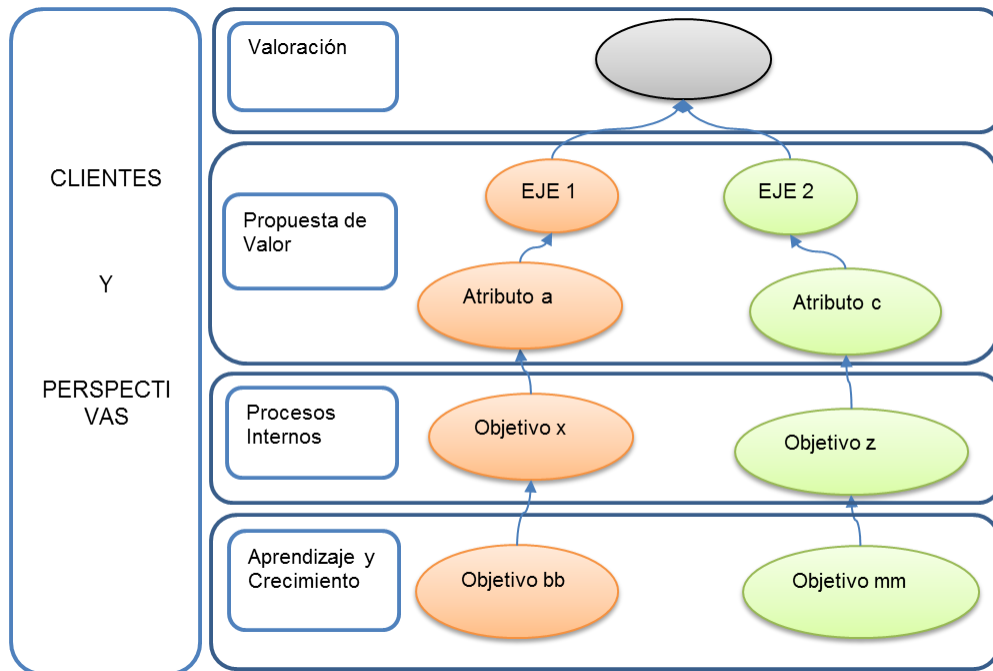 CLIENTES
Y
PERSPECTI
VAS
Valoración
Propuesta de
Valor
EJE 1
EJE 2
Atributo a
Atributo c
Procesos
Internos
Objetivo x
Objetivo z
Aprendizaje y
Crecimiento
Objetivo bb
Objetivo mm